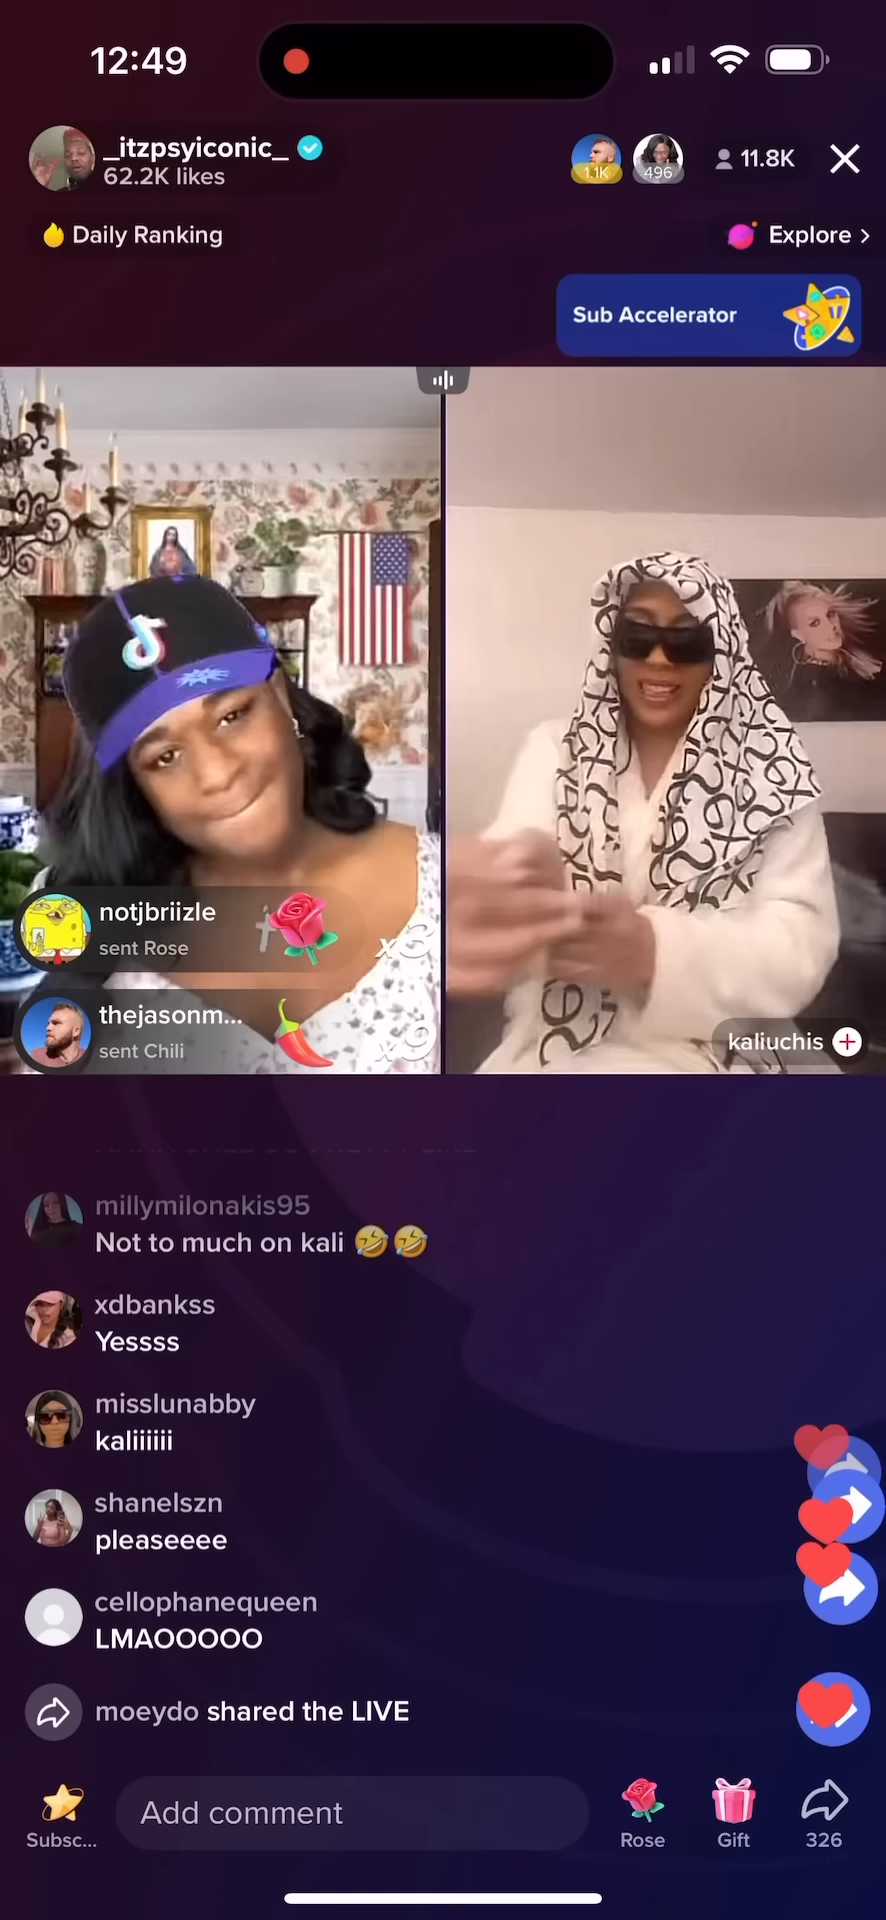 12:49
_itzpsyiconic_
62.2K likes
1.1K
496
11.8K
Daily Ranking
Explore >
Sub Accelerator
notjbriizle
sent Rose
x3
thejasonm...
sent Chili
x9
kaliuchis
millymilonakis95
Not to much on kali 🤣🤣
xdbankss
Yessss
misslunabby
kaliiiiii
shanelszn
pleaseeee
cellophanequeen
LMAOOOOO
moeydo shared the LIVE
Subsc...
Add comment
Rose
Gift
326